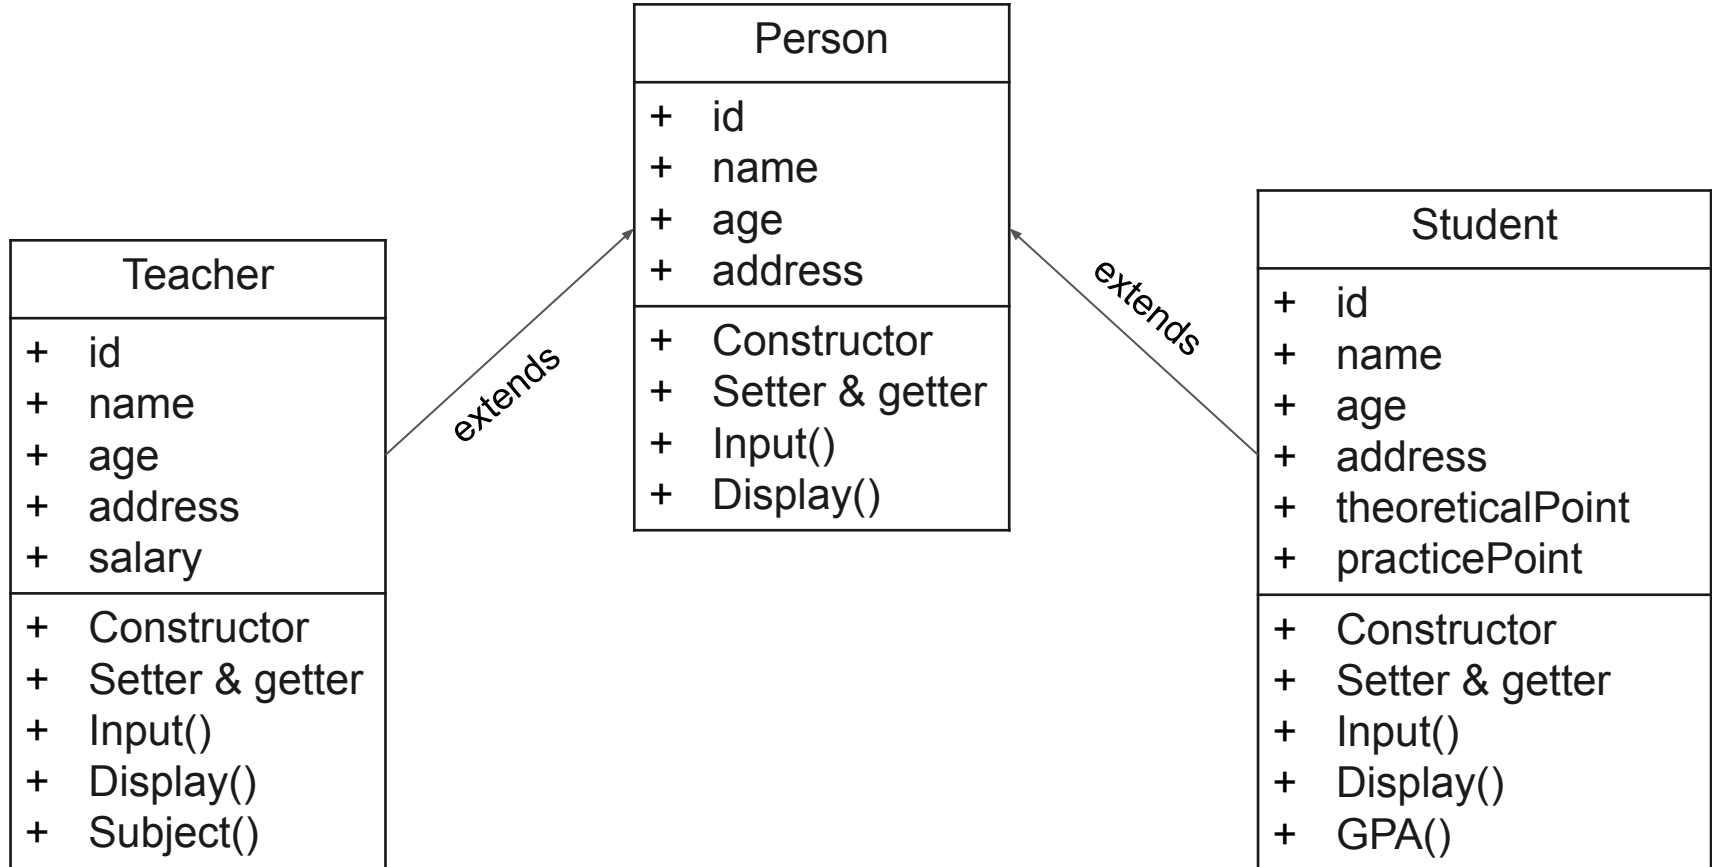 Person
+ id
+ name
+ age
+ address
+ Constructor
+ Setter & getter
+ Input()
+ Display()
Teacher
+ id
+ name
+ age
+ address
+ salary
+ Constructor
+ Setter & getter
+ Input()
+ Display()
+ Subject()
extends
extends
Student
+ id
+ name
+ age
+ address
+ theoreticalPoint
+ practicePoint
+ Constructor
+ Setter & getter
+ Input()
+ Display()
+ GPA()